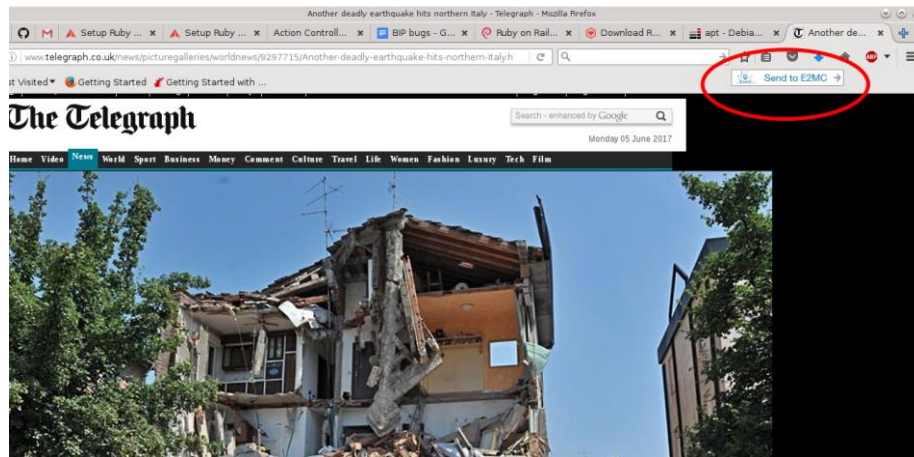 Another deadly earthquake hits northern Italy - Telegraph - Mozilla Firefox
Setup Ruby ... x Setup Ruby ... x Action Controll... x BIP bugs - G... x Ruby on Rail... x Download R... x apt - Debia... x Another de... x
www.telegraph.co.uk/news/picturegalleries/worldnews/9297715/Another-deadly-earthquake-hits-northern-Italy.h
st Visited Getting Started Getting Started with ...
Send to E2MC
The Telegraph
Search - enhanced by Google
Monday 05 June 2017
Home Video News World Sport Business Money Comment Culture Travel Life Women Fashion Luxury Tech Film